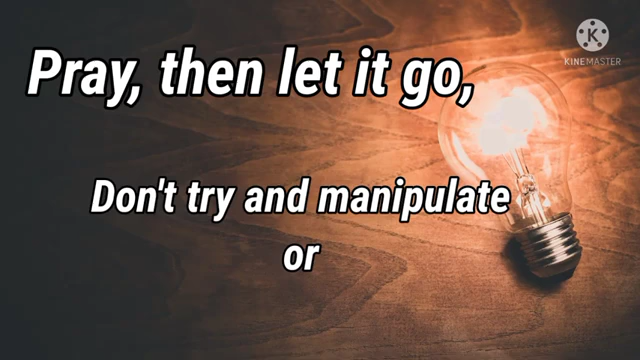 KINEMASTER
Pray, then let it go,
Don't try and manipulate
or